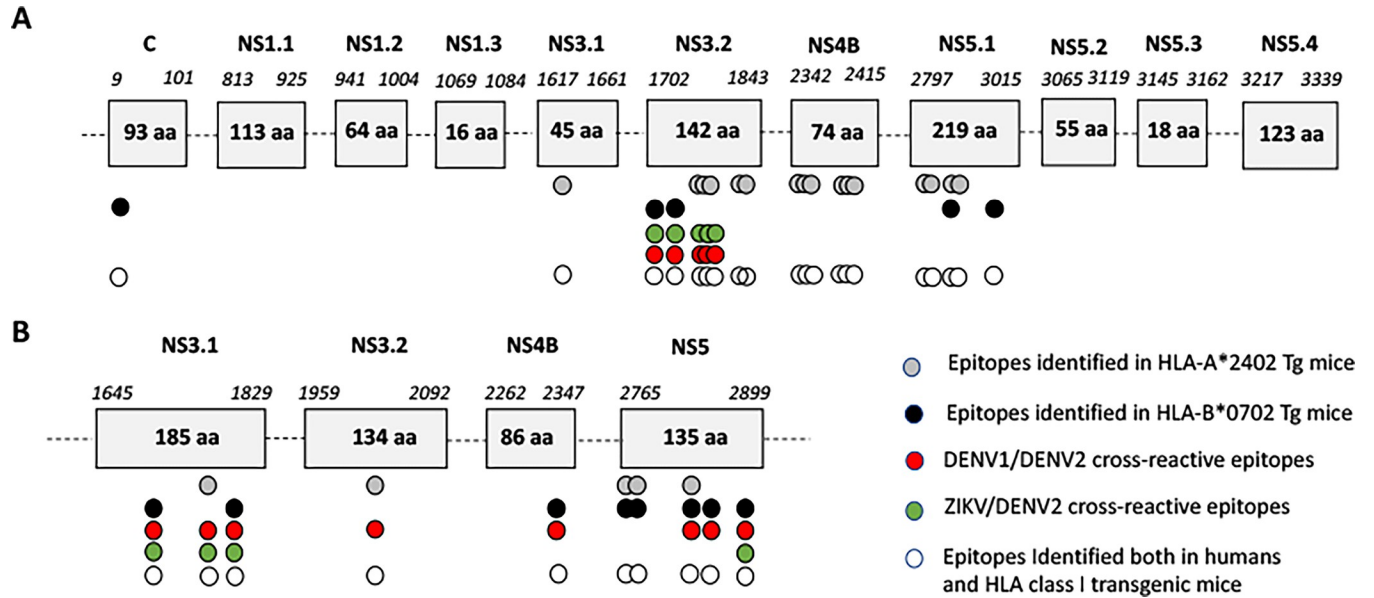 A
C NS1.1 NS1.2 NS1.3 NS3.1 NS3.2 NS4B NS5.1 NS5.2 NS5.3 NS5.4
9 101 813 925 941 1004 1069 1084 1617 1661 1702 1843 2342 2415 2797 3015 3065 3119 3145 3162 3217 3339
93 aa 113 aa 64 aa 16 aa 45 aa 142 aa 74 aa 219 aa 55 aa 18 aa 123 aa
B
NS3.1 NS3.2 NS4B NS5
1645 1829 1959 2092 2262 2347 2765 2899
185 aa 134 aa 86 aa 135 aa
Epitopes identified in HLA-A*2402 Tg mice
Epitopes identified in HLA-B*0702 Tg mice
DENV1/DENV2 cross-reactive epitopes
ZIKV/DENV2 cross-reactive epitopes
Epitopes Identified both in humans
and HLA class I transgenic mice